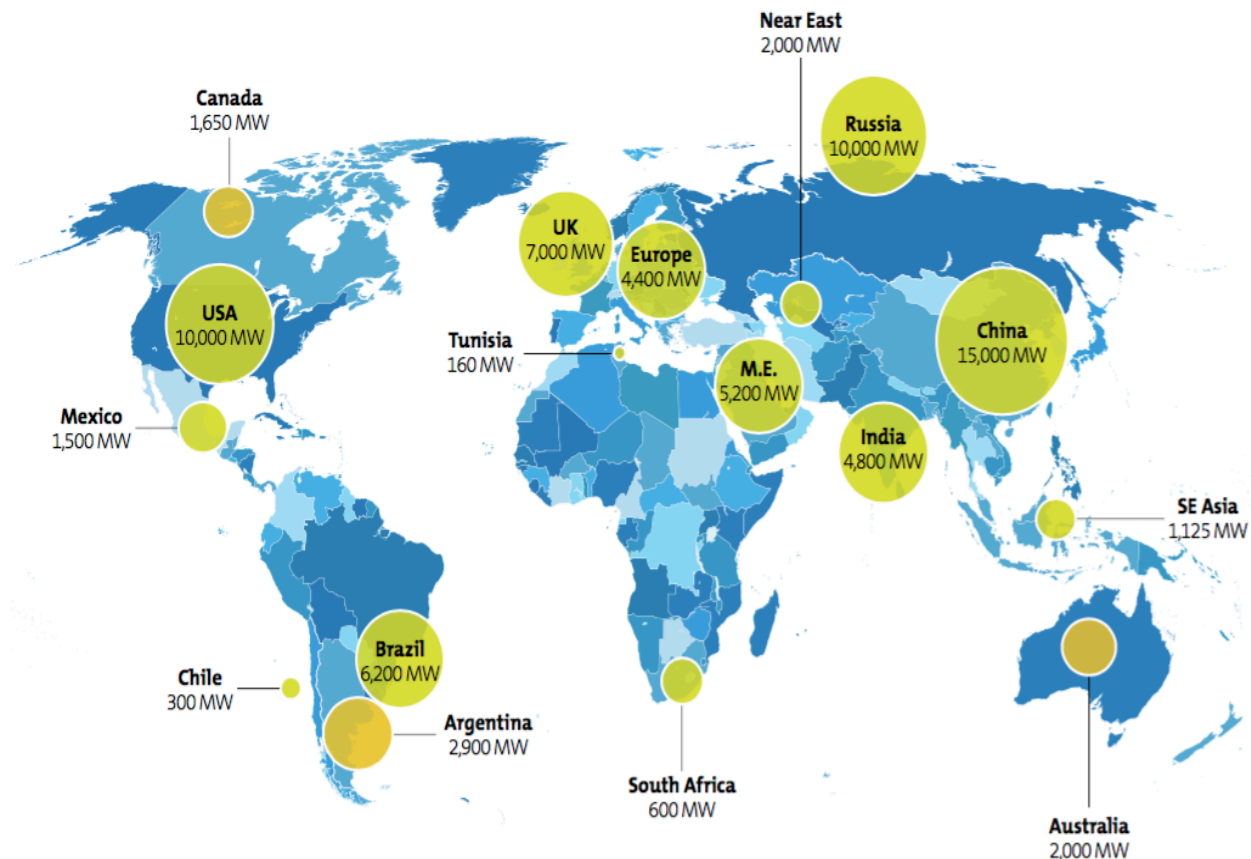 Near East
2,000 MW
Canada
1,650 MW
Russia
10,000 MW
UK
7,000 MW
Europe
4,400 MW
USA
10,000 MW
China
15,000 MW
Tunisia
160 MW
M.E.
5,200 MW
Mexico
1,500 MW
India
4,800 MW
SE Asia
1,125 MW
Brazil
6,200 MW
Chile
300 MW
Argentina
2,900 MW
South Africa
600 MW
Australia
2,000 MW